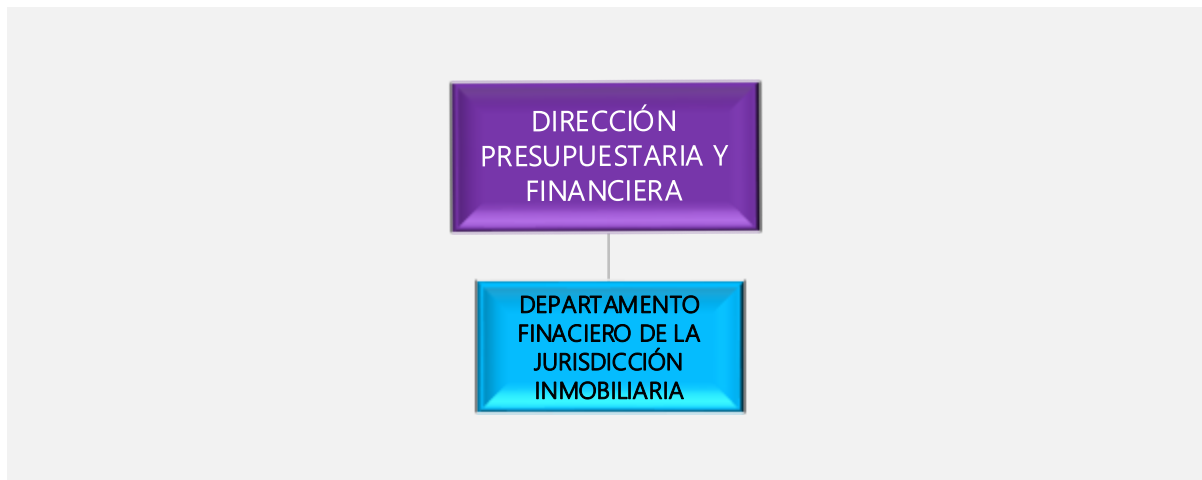 DIRECCIÓN
PRESUPUESTARIA Y
FINANCIERA
DEPARTAMENTO
FINACIERO DE LA
JURISDICCIÓN
INMOBILIARIA